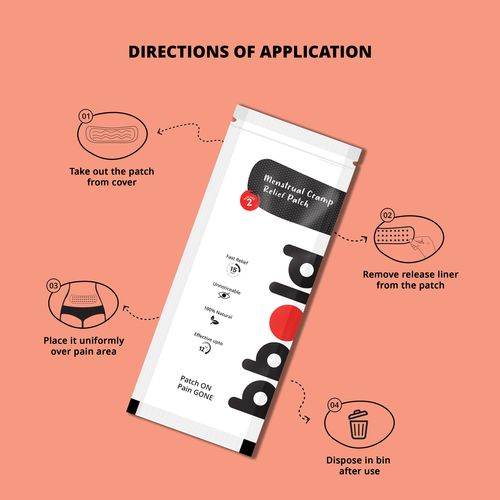 DIRECTIONS OF APPLICATION
01
Take out the patch
from cover
02
Remove release liner
from the patch
03
Place it uniformly
over pain area
04
Dispose in bin
after use
2
Menstrual Cramp
Relief Patch
Fast Relief
15
Unnoticeable
100% Natural
Effective upto
12
Patch ON
Pain GONE
bbold